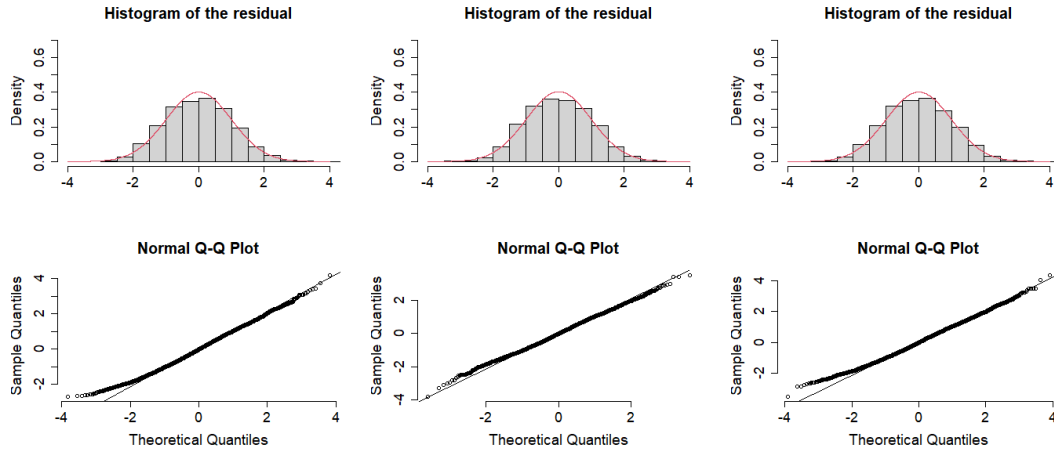 Histogram of the residual
Density
0.0 0.2 0.4 0.6
-4 -2 0 2 4
Histogram of the residual
Density
0.0 0.2 0.4 0.6
-4 -2 0 2 4
Histogram of the residual
Density
0.0 0.2 0.4 0.6
-4 -2 0 2 4
Normal Q-Q Plot
Sample Quantiles
-2 0 2 4
-4 -2 0 2 4
Theoretical Quantiles
Normal Q-Q Plot
Sample Quantiles
-4 -2 0 2
-2 0 2
Theoretical Quantiles
Normal Q-Q Plot
Sample Quantiles
-2 0 2 4
-4 -2 0 2 4
Theoretical Quantiles